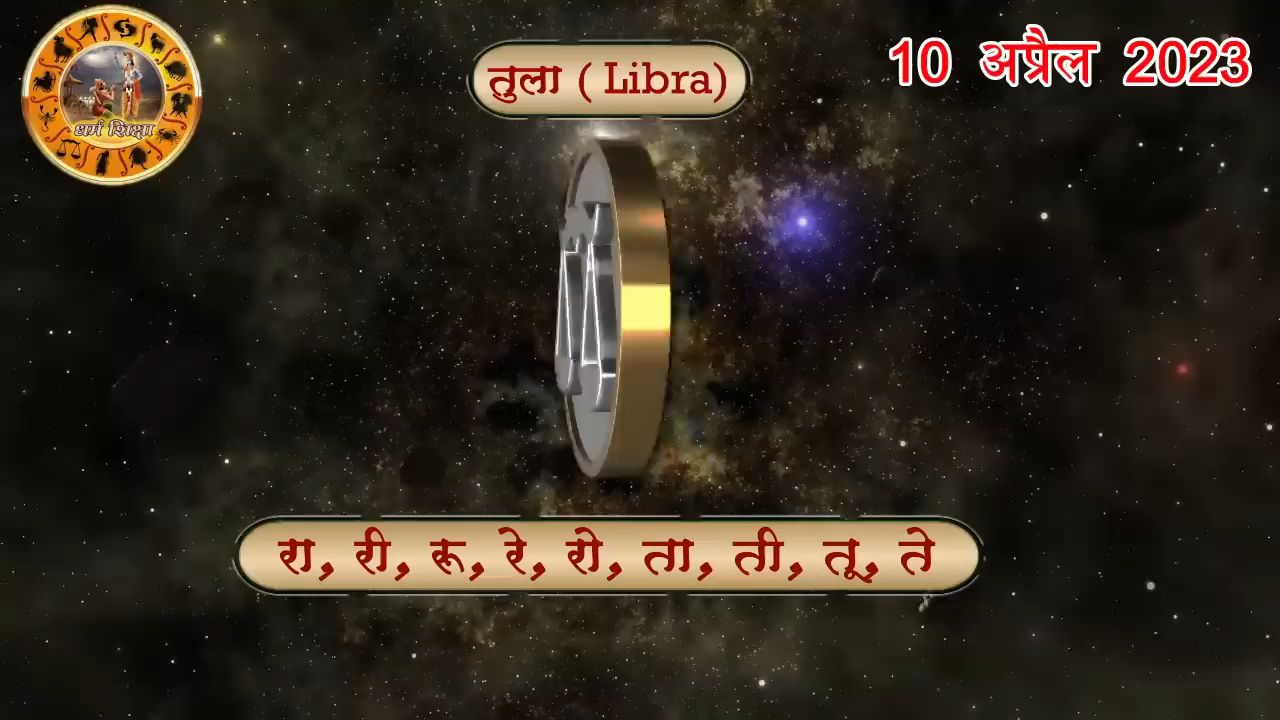 तुला ( Libra)
10 अप्रैल 2023
धर्म शिक्षा
रा, री, रू, रे, रो, ता, ती, तू, ते